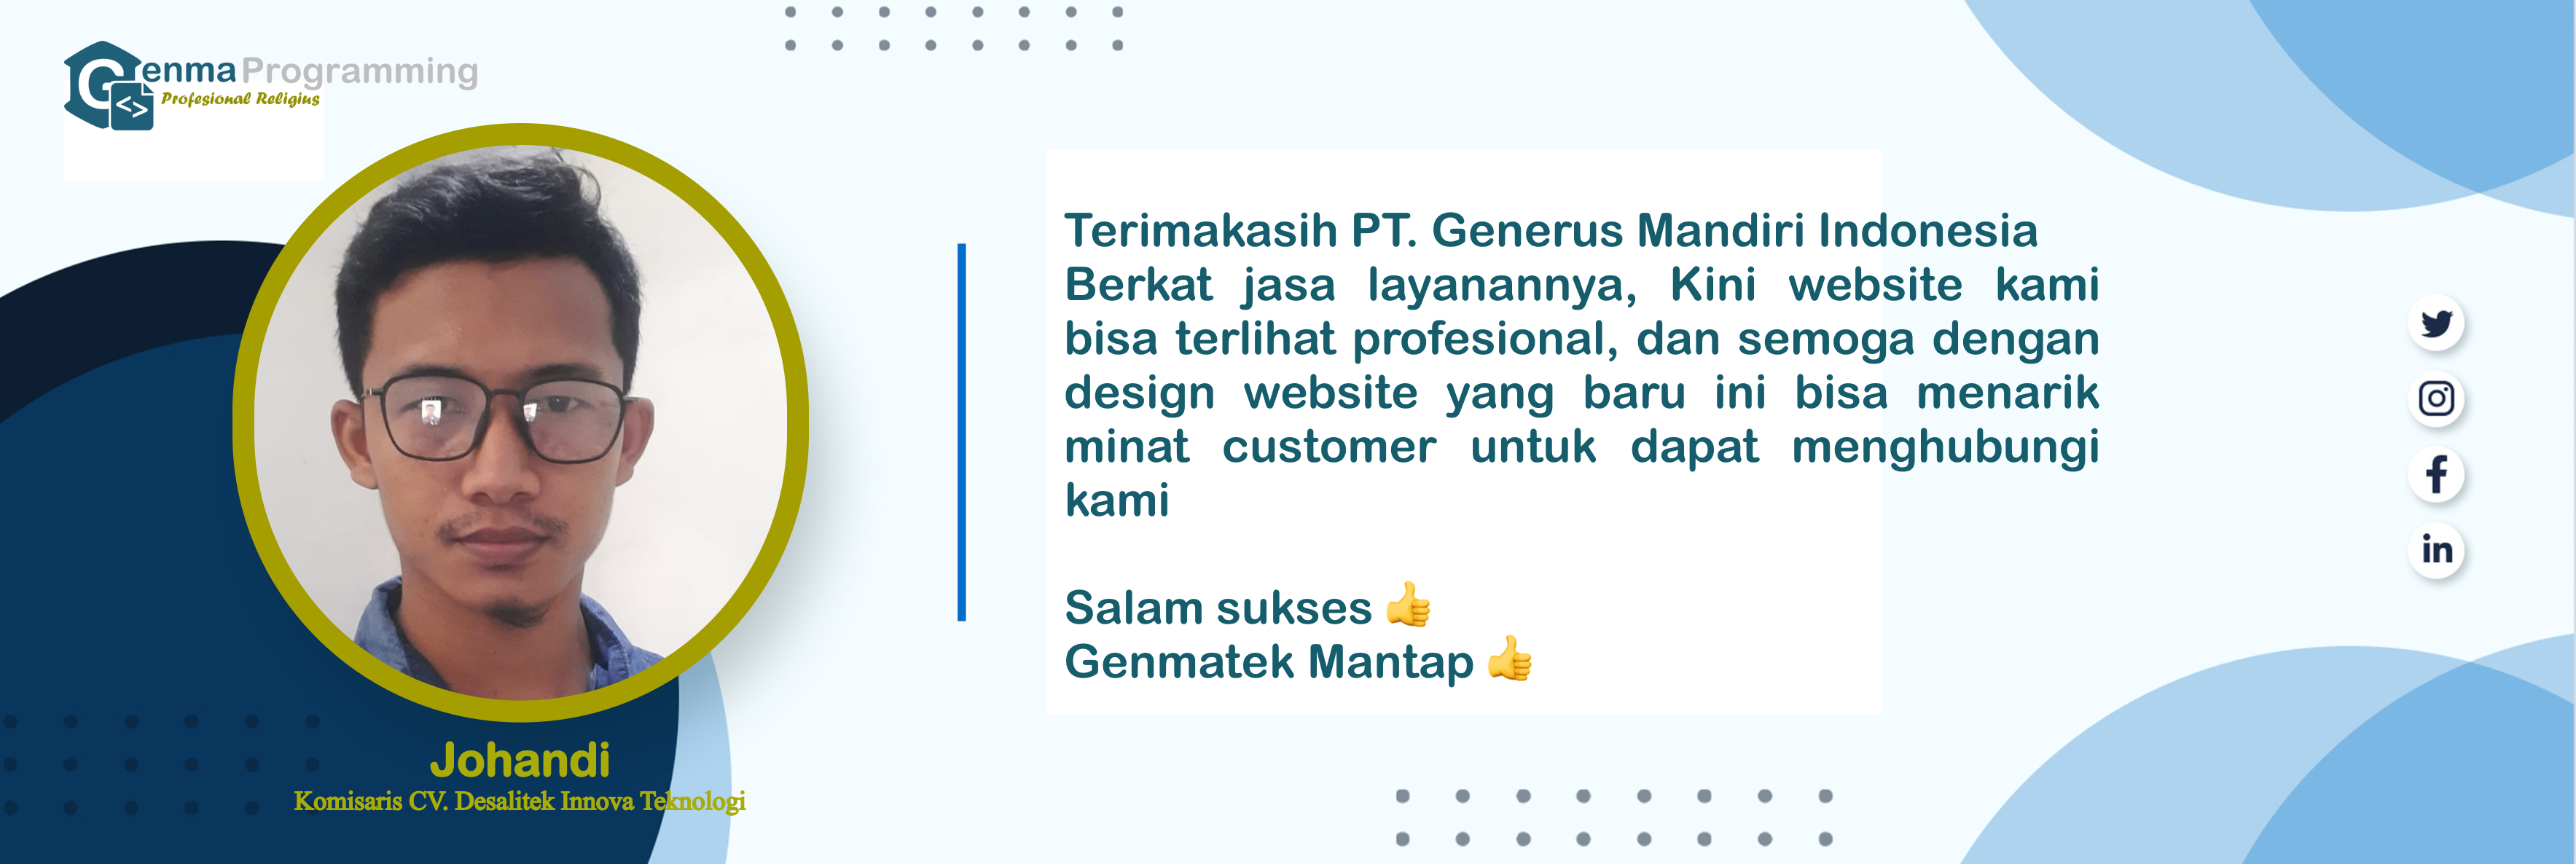 Genma Programming
Profesional Religius
Terimakasih PT. Generus Mandiri Indonesia
Berkat jasa layanannya, Kini website kami
bisa terlihat profesional, dan semoga dengan
design website yang baru ini bisa menarik
minat customer untuk dapat menghubungi
kami
Salam sukses 👍
Genmatek Mantap 👍
Johandi
Komisaris CV. Desalitek Innova Teknologi